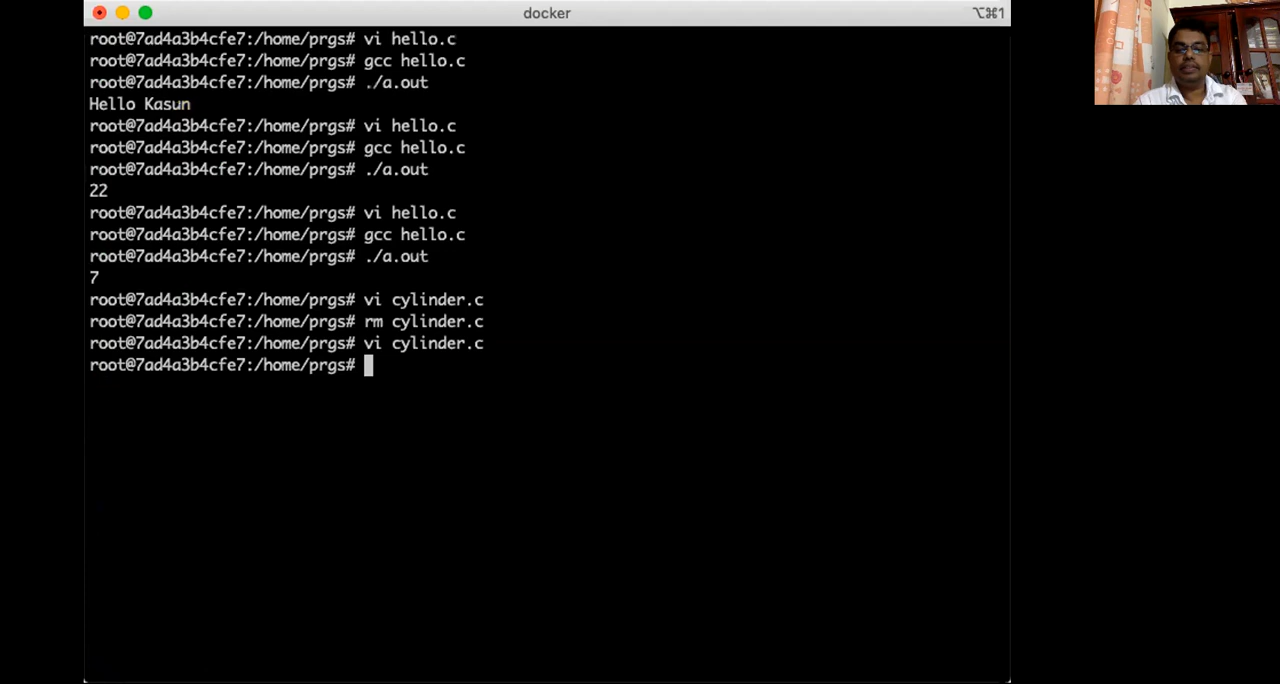 docker
⌥⌘1
root@7ad4a3b4cfe7:/home/prgs# vi hello.c
root@7ad4a3b4cfe7:/home/prgs# gcc hello.c
root@7ad4a3b4cfe7:/home/prgs# ./a.out
Hello Kasun
root@7ad4a3b4cfe7:/home/prgs# vi hello.c
root@7ad4a3b4cfe7:/home/prgs# gcc hello.c
root@7ad4a3b4cfe7:/home/prgs# ./a.out
22
root@7ad4a3b4cfe7:/home/prgs# vi hello.c
root@7ad4a3b4cfe7:/home/prgs# gcc hello.c
root@7ad4a3b4cfe7:/home/prgs# ./a.out
7
root@7ad4a3b4cfe7:/home/prgs# vi cylinder.c
root@7ad4a3b4cfe7:/home/prgs# rm cylinder.c
root@7ad4a3b4cfe7:/home/prgs# vi cylinder.c
root@7ad4a3b4cfe7:/home/prgs#